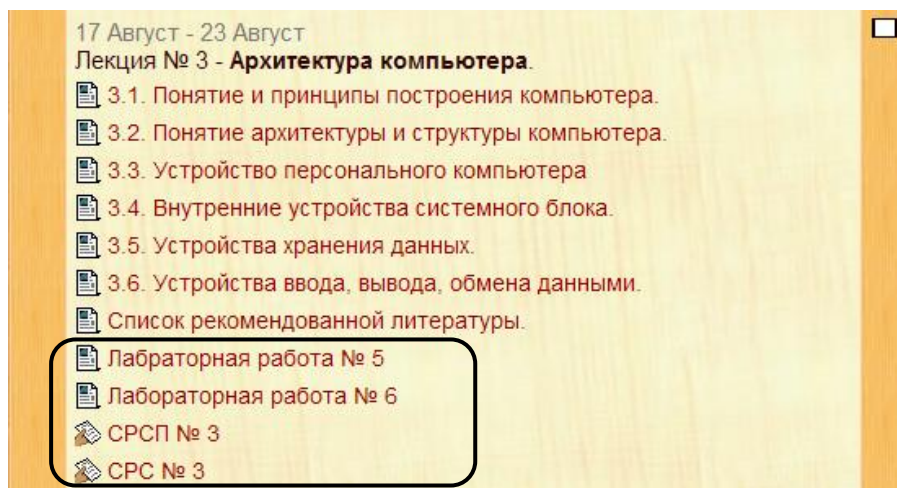 17 Август - 23 Август
Лекция № 3 - Архитектура компьютера.
3.1. Понятие и принципы построения компьютера.
3.2. Понятие архитектуры и структуры компьютера.
3.3. Устройство персонального компьютера
3.4. Внутренние устройства системного блока.
3.5. Устройства хранения данных.
3.6. Устройства ввода, вывода, обмена данными.
Список рекомендованной литературы.
Лабраторная работа № 5
Лабораторная работа № 6
СРСП № 3
СРС № 3